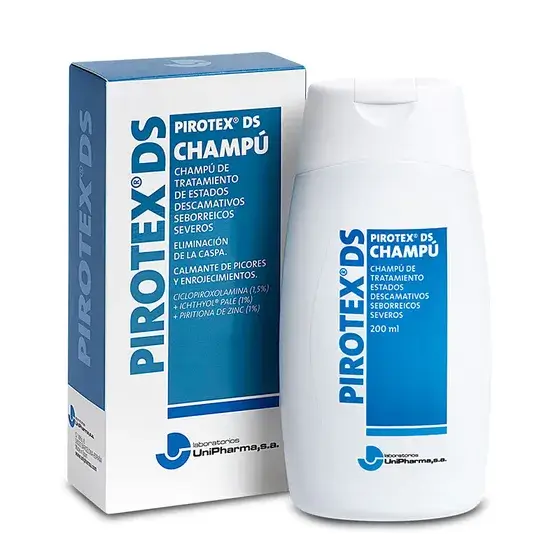 PIROTEX® DS
PIROTEX® DS
PIROTEX® DS
CHAMPÚ
CHAMPÚ DE
TRATAMIENTO
DE ESTADOS
DESCAMATIVOS
SEBORREICOS
SEVEROS
ELIMINACIÓN
DE LA CASPA.
CALMANTE DE PICORES
Y ENROJECIMIENTOS.
CICLOPIROXOLAMINA (1,5%)
+ ICHTHYOL® PALE (1%)
+ PIRITIONA DE ZINC (1%)
laboratorios
UniPharma,s.a.
PIROTEX® DS
PIROTEX® DS
CHAMPÚ
CHAMPÚ DE
TRATAMIENTO
ESTADOS
DESCAMATIVOS
SEBORREICOS
SEVEROS
200 ml
laboratorios
UniPharma,s.a.